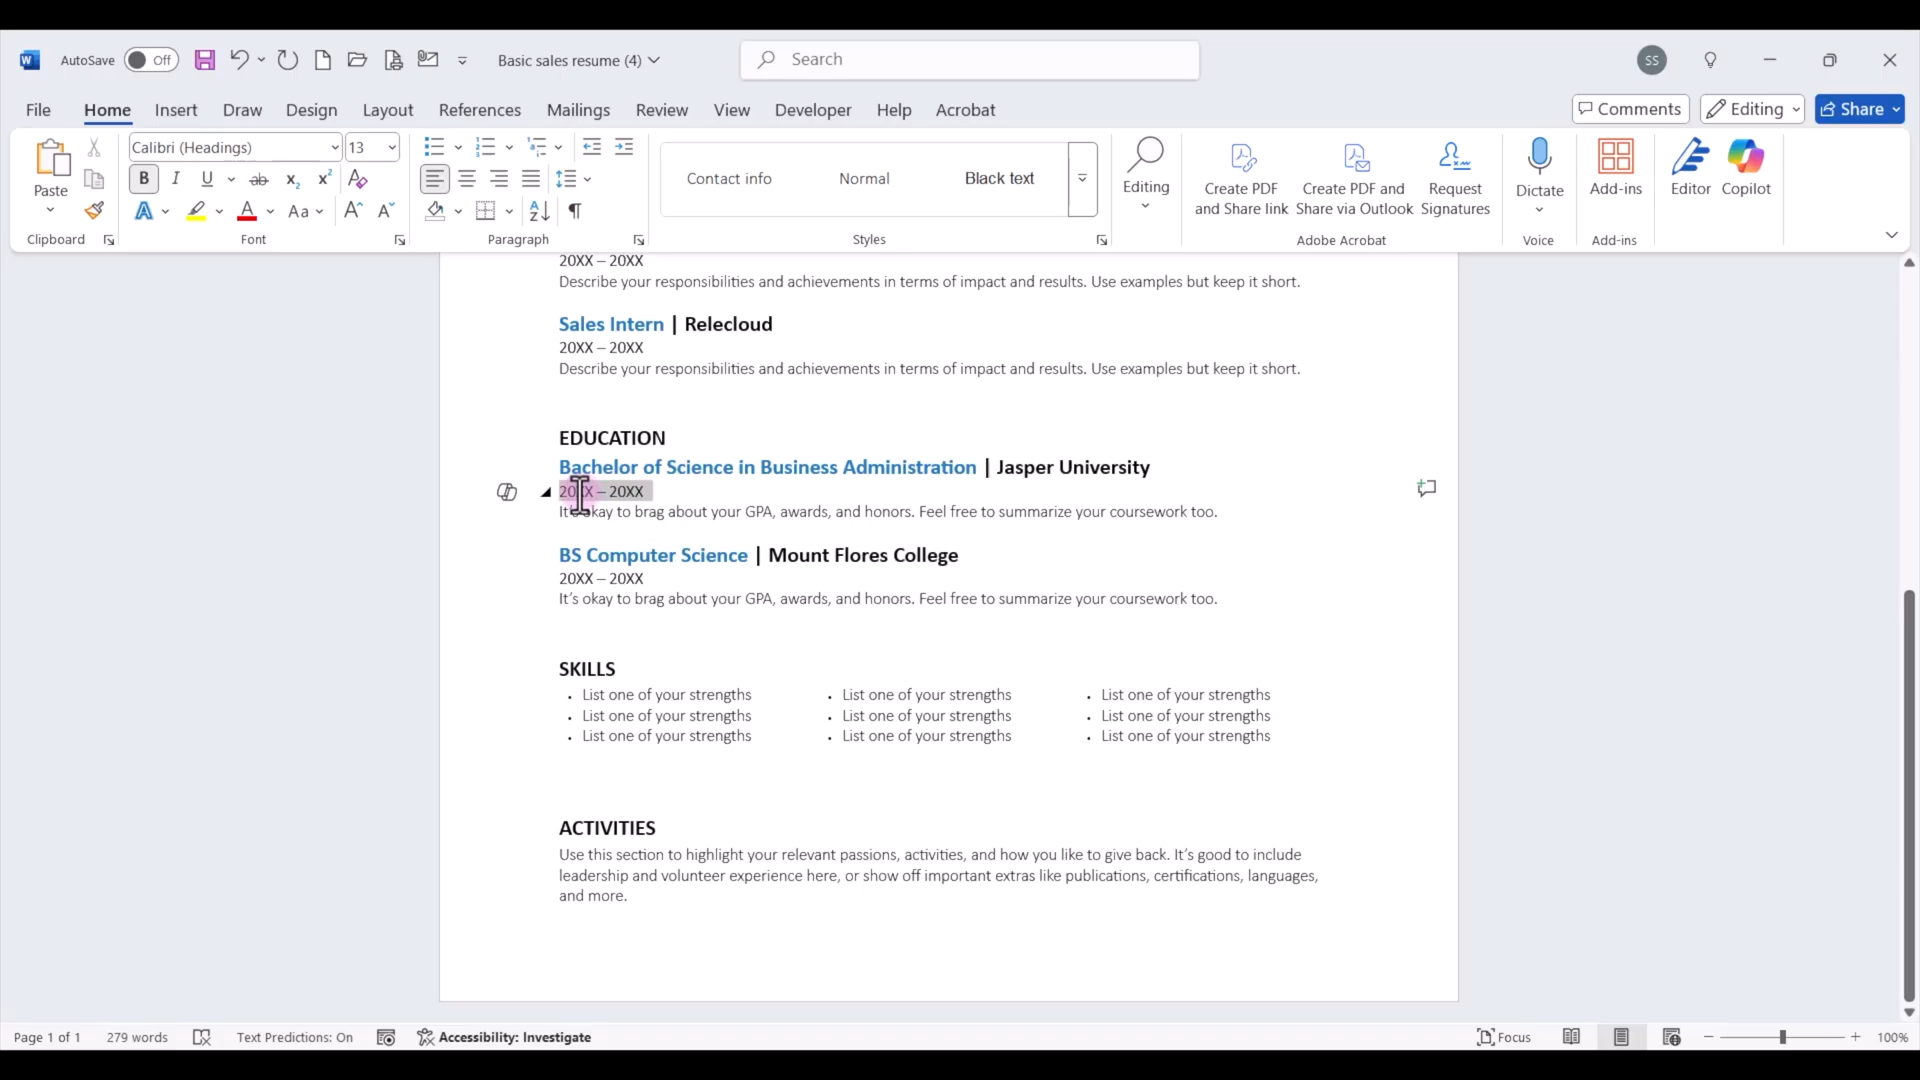 AutoSave Off Basic sales resume (4) Search SS
File Home Insert Draw Design Layout References Mailings Review View Developer Help Acrobat Comments Editing Share
Paste
Clipboard
Calibri (Headings) 13
Font
Paragraph
Contact info Normal Black text
Styles
Editing
Create PDF
and Share link
Create PDF and
Share via Outlook
Request
Signatures
Adobe Acrobat
Dictate
Voice
Add-ins
Add-ins
Editor
Copilot
20XX – 20XX
Describe your responsibilities and achievements in terms of impact and results. Use examples but keep it short.
Sales Intern | Relecloud
20XX – 20XX
Describe your responsibilities and achievements in terms of impact and results. Use examples but keep it short.
EDUCATION
Bachelor of Science in Business Administration | Jasper University
20XX – 20XX
It's okay to brag about your GPA, awards, and honors. Feel free to summarize your coursework too.
BS Computer Science | Mount Flores College
20XX – 20XX
It's okay to brag about your GPA, awards, and honors. Feel free to summarize your coursework too.
SKILLS
• List one of your strengths • List one of your strengths • List one of your strengths
• List one of your strengths • List one of your strengths • List one of your strengths
• List one of your strengths • List one of your strengths • List one of your strengths
ACTIVITIES
Use this section to highlight your relevant passions, activities, and how you like to give back. It's good to include
leadership and volunteer experience here, or show off important extras like publications, certifications, languages,
and more.
Page 1 of 1 279 words Text Predictions: On Accessibility: Investigate Focus 100%